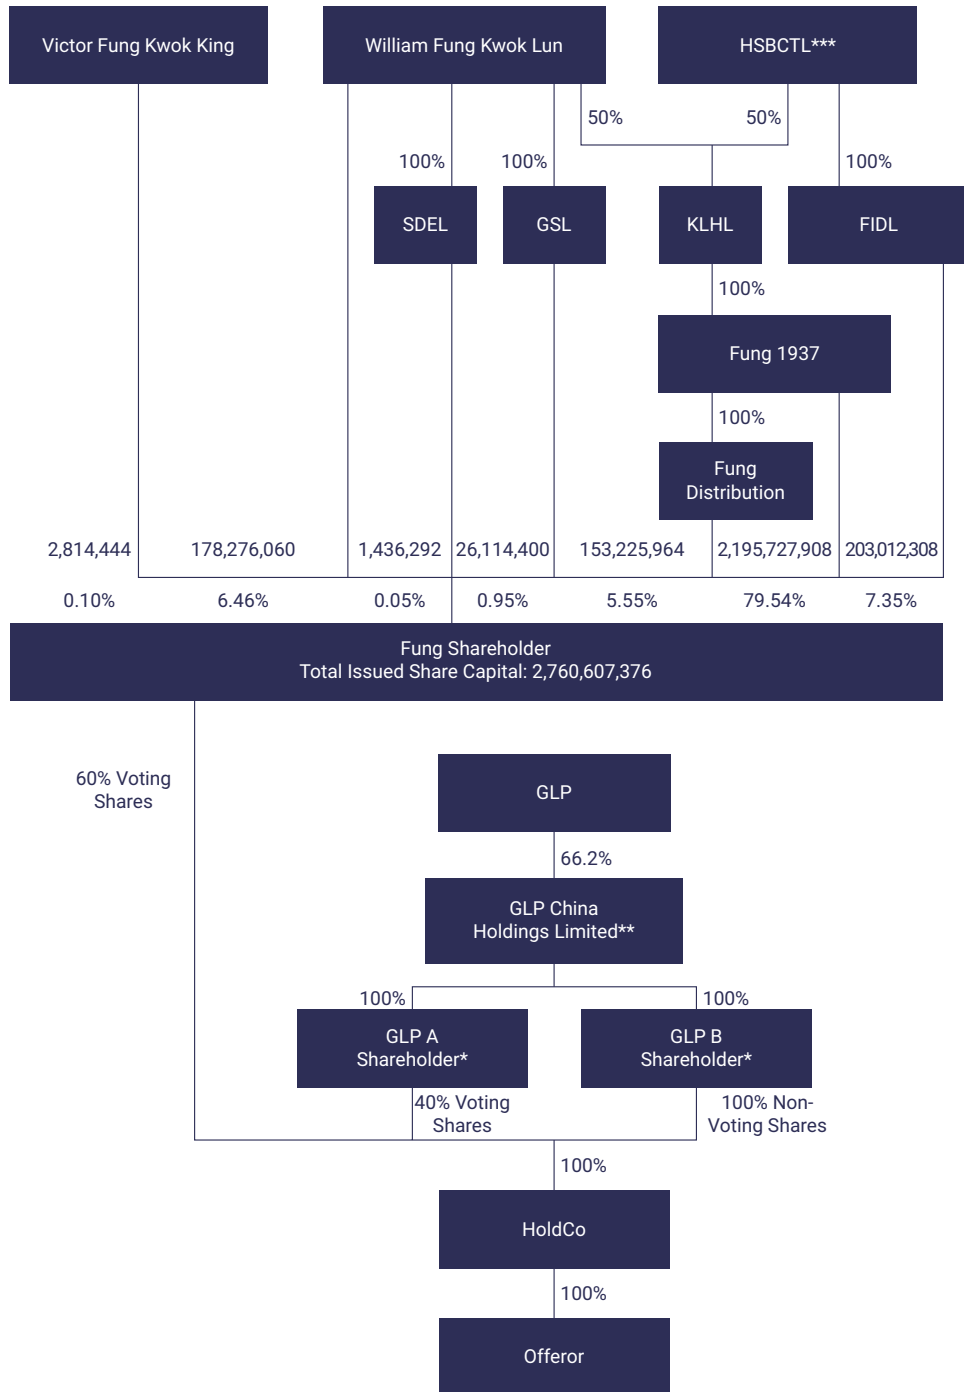 Victor Fung Kwok King
William Fung Kwok Lun
HSBCTL***
50%
50%
100%
100%
100%
SDEL
GSL
KLHL
FIDL
100%
Fung 1937
100%
Fung
Distribution
2,814,444
178,276,060
1,436,292
26,114,400
153,225,964
2,195,727,908
203,012,308
0.10%
6.46%
0.05%
0.95%
5.55%
79.54%
7.35%
Fung Shareholder
Total Issued Share Capital: 2,760,607,376
60% Voting
Shares
GLP
66.2%
GLP China
Holdings Limited**
100%
100%
GLP A
Shareholder*
GLP B
Shareholder*
40% Voting
Shares
100% Non-
Voting Shares
100%
HoldCo
100%
Offeror